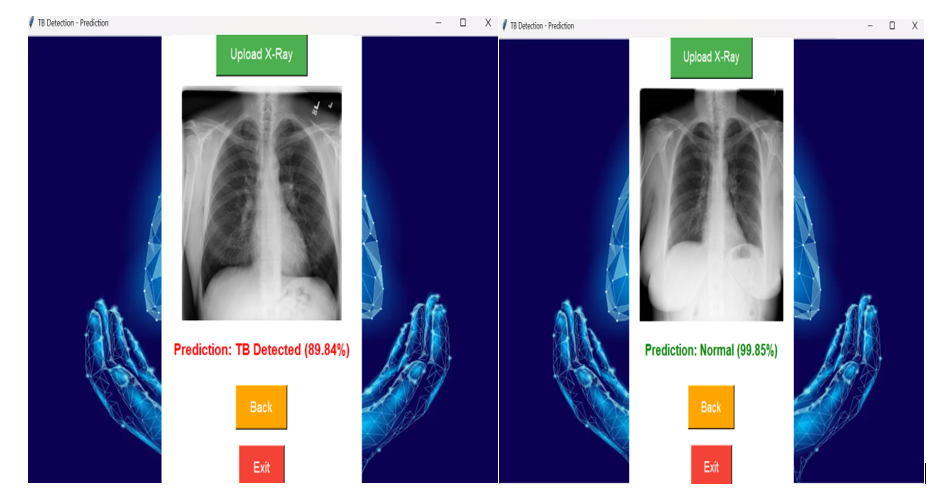 TB Detection - Prediction
Upload X-Ray
Prediction: TB Detected (89.84%)
Back
Exit
TB Detection - Prediction
Upload X-Ray
Prediction: Normal (99.85%)
Back
Exit